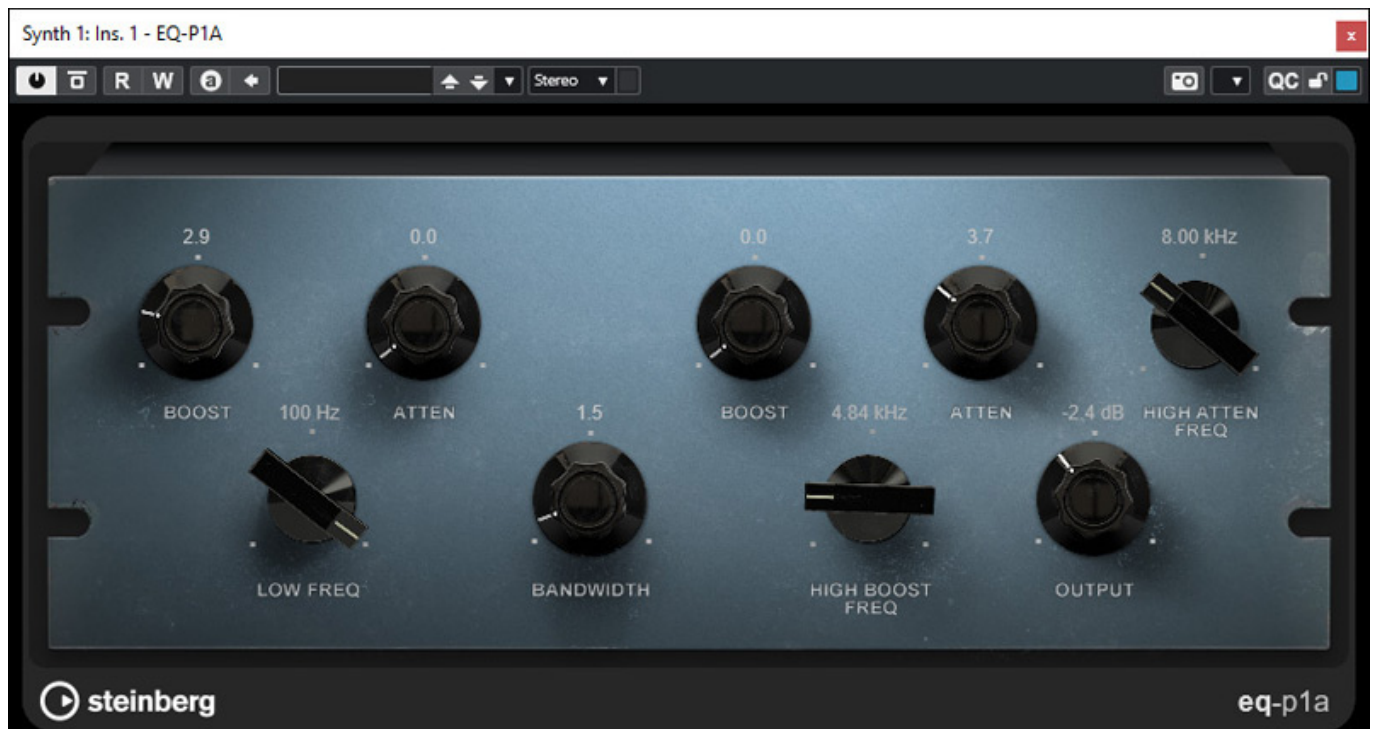 Synth 1: Ins. 1 - EQ-P1A
x
R W a Stereo QC
2.9 0.0 0.0 3.7 8.00 kHz
BOOST 100 Hz ATTEN 1.5 BOOST 4.84 kHz ATTEN -2.4 dB HIGH ATTEN
FREQ
LOW FREQ BANDWIDTH HIGH BOOST OUTPUT
FREQ
steinberg eq-p1a